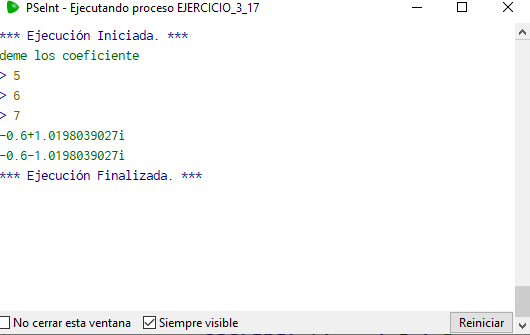 PSeInt - Ejecutando proceso EJERCICIO_3_17
*** Ejecución Iniciada. ***
deme los coeficiente
> 5
> 6
> 7
-0.6+1.0198039027i
-0.6-1.0198039027i
*** Ejecución Finalizada. ***
No cerrar esta ventana
Siempre visible
Reiniciar